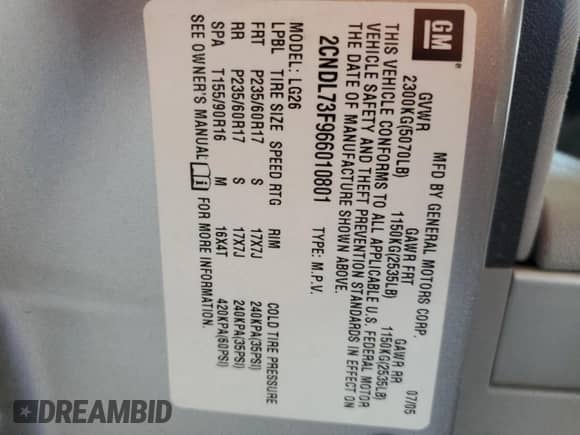 GM ®
MFD BY GENERAL MOTORS CORP. 07/05
GVWR GAWR FRT GAWR RR
2300KG(5070LB) 1150KG(2535LB) 1150KG(2535LB)
THIS VEHICLE CONFORMS TO ALL APPLICABLE U.S. FEDERAL MOTOR
VEHICLE SAFETY AND THEFT PREVENTION STANDARDS IN EFFECT ON
THE DATE OF MANUFACTURE SHOWN ABOVE.
2CNDL73F966010801 TYPE: M.P.V.
MODEL: LG26
LPBL TIRE SIZE SPEED RTG RIM COLD TIRE PRESSURE
FRT P235/60R17 S 17X7J 240KPA(35PSI)
RR P235/60R17 S 17X7J 240KPA(35PSI)
SPA T155/90R16 M 16X4T 420KPA(60PSI)
SEE OWNER'S MANUAL FOR MORE INFORMATION.
DREAMBID